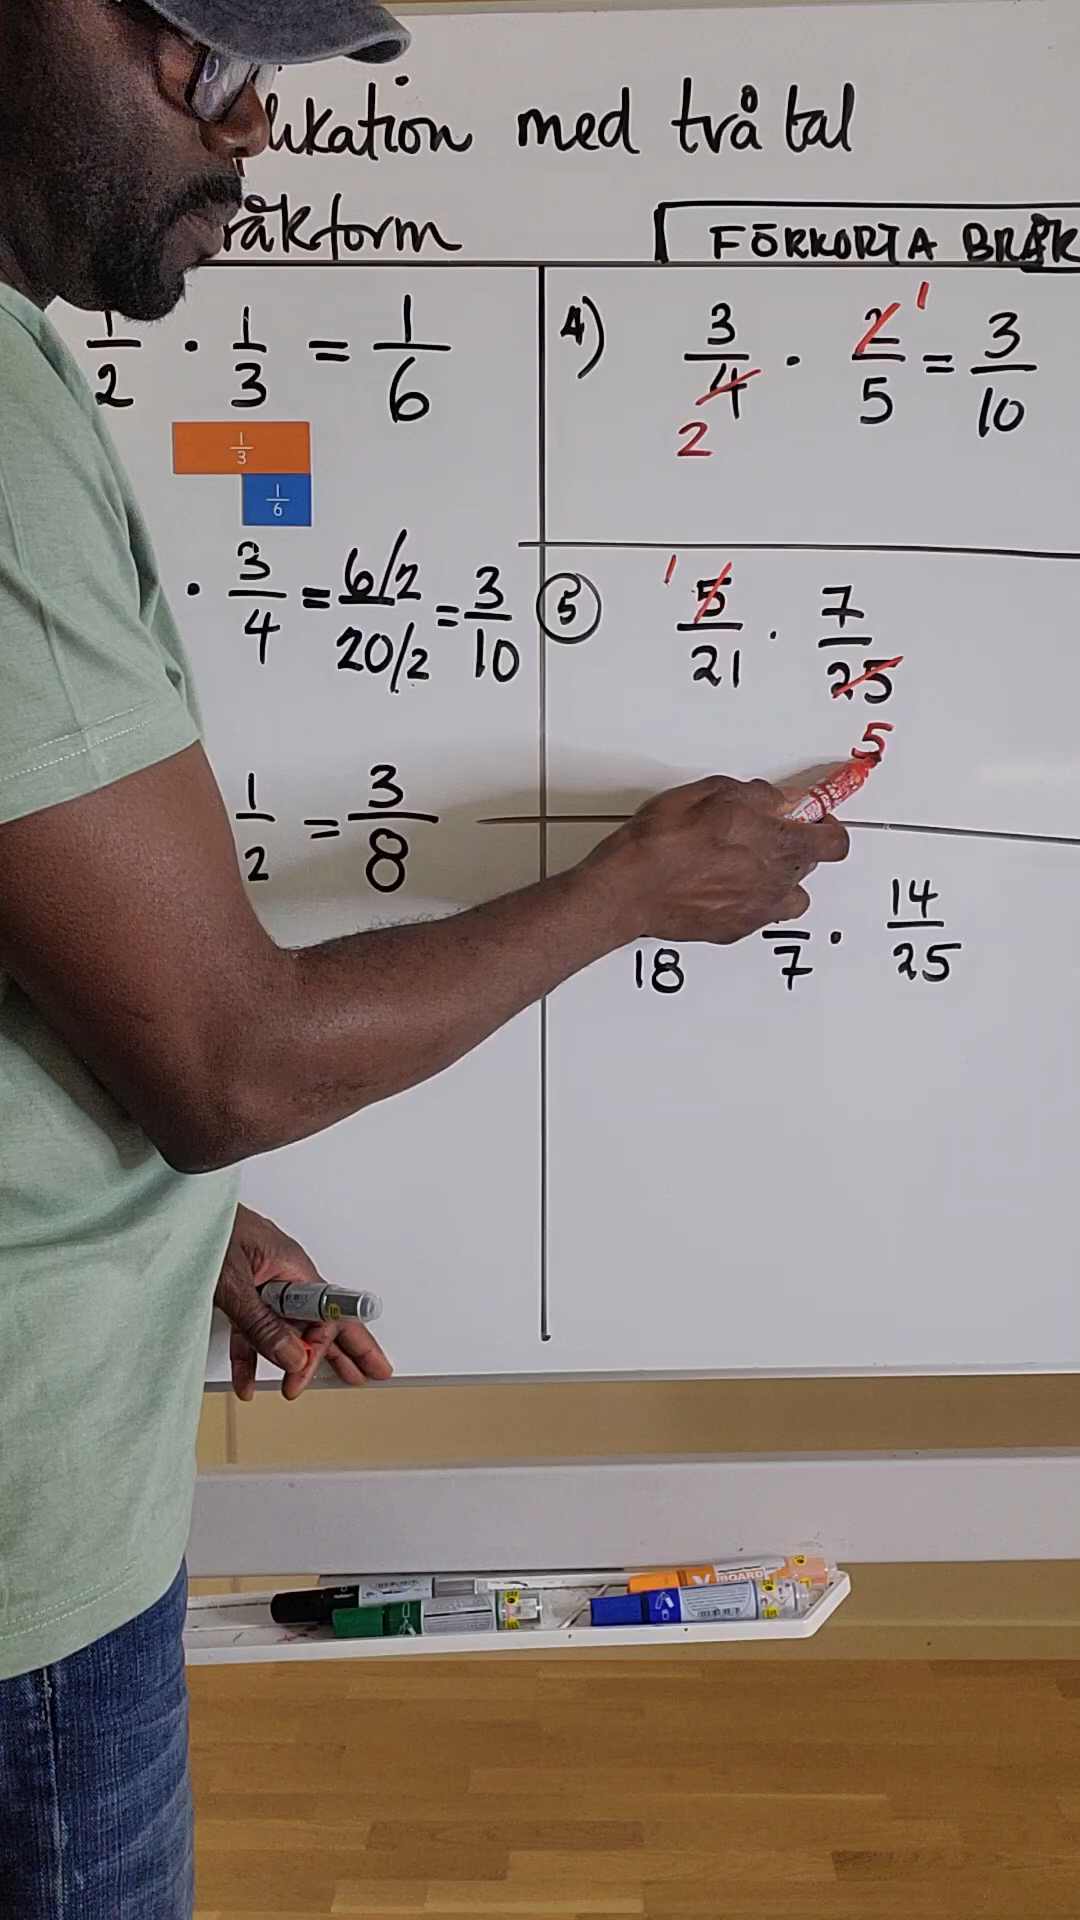 med två tal
FÖRKORTA BRÅK
1/2 · 1/3 = 1/6
1/3
1/6
· 3/4 = 6/2 / 20/2 = 3/10
1/2 = 3/8
4) 3/4 · 2/5 = 3/10
1
2
5 5/21 · 7/25
1
5
18 7 · 14/25
BOARD